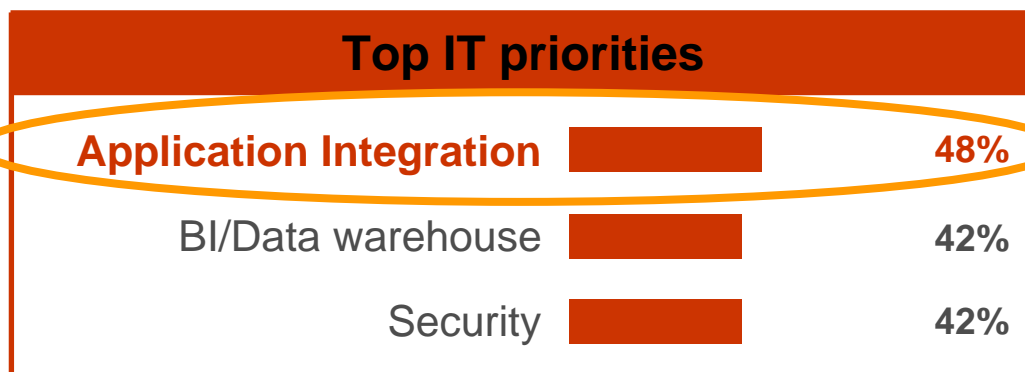 Top IT priorities
Application Integration 48%
BI/Data warehouse 42%
Security 42%